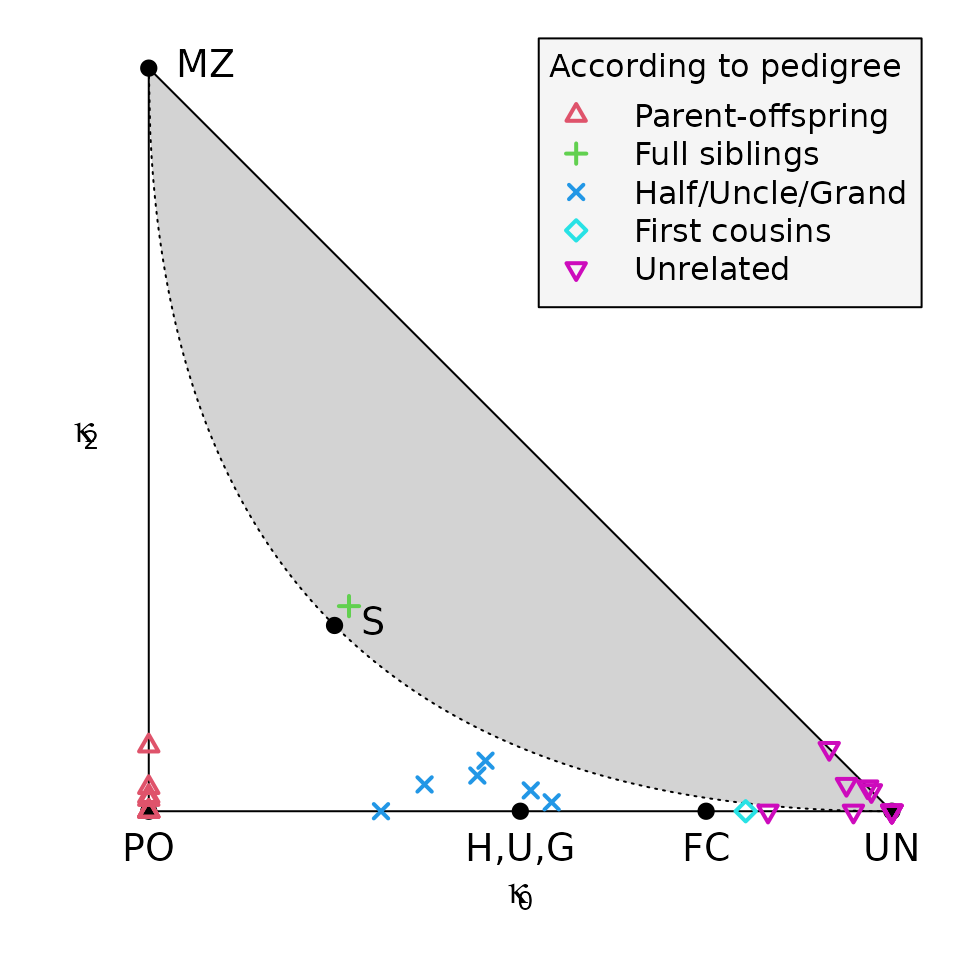 MZ
According to pedigree
Parent-offspring
Full siblings
Half/Uncle/Grand
First cousins
Unrelated
κ2
S
PO
H,U,G
FC
UN
κ0